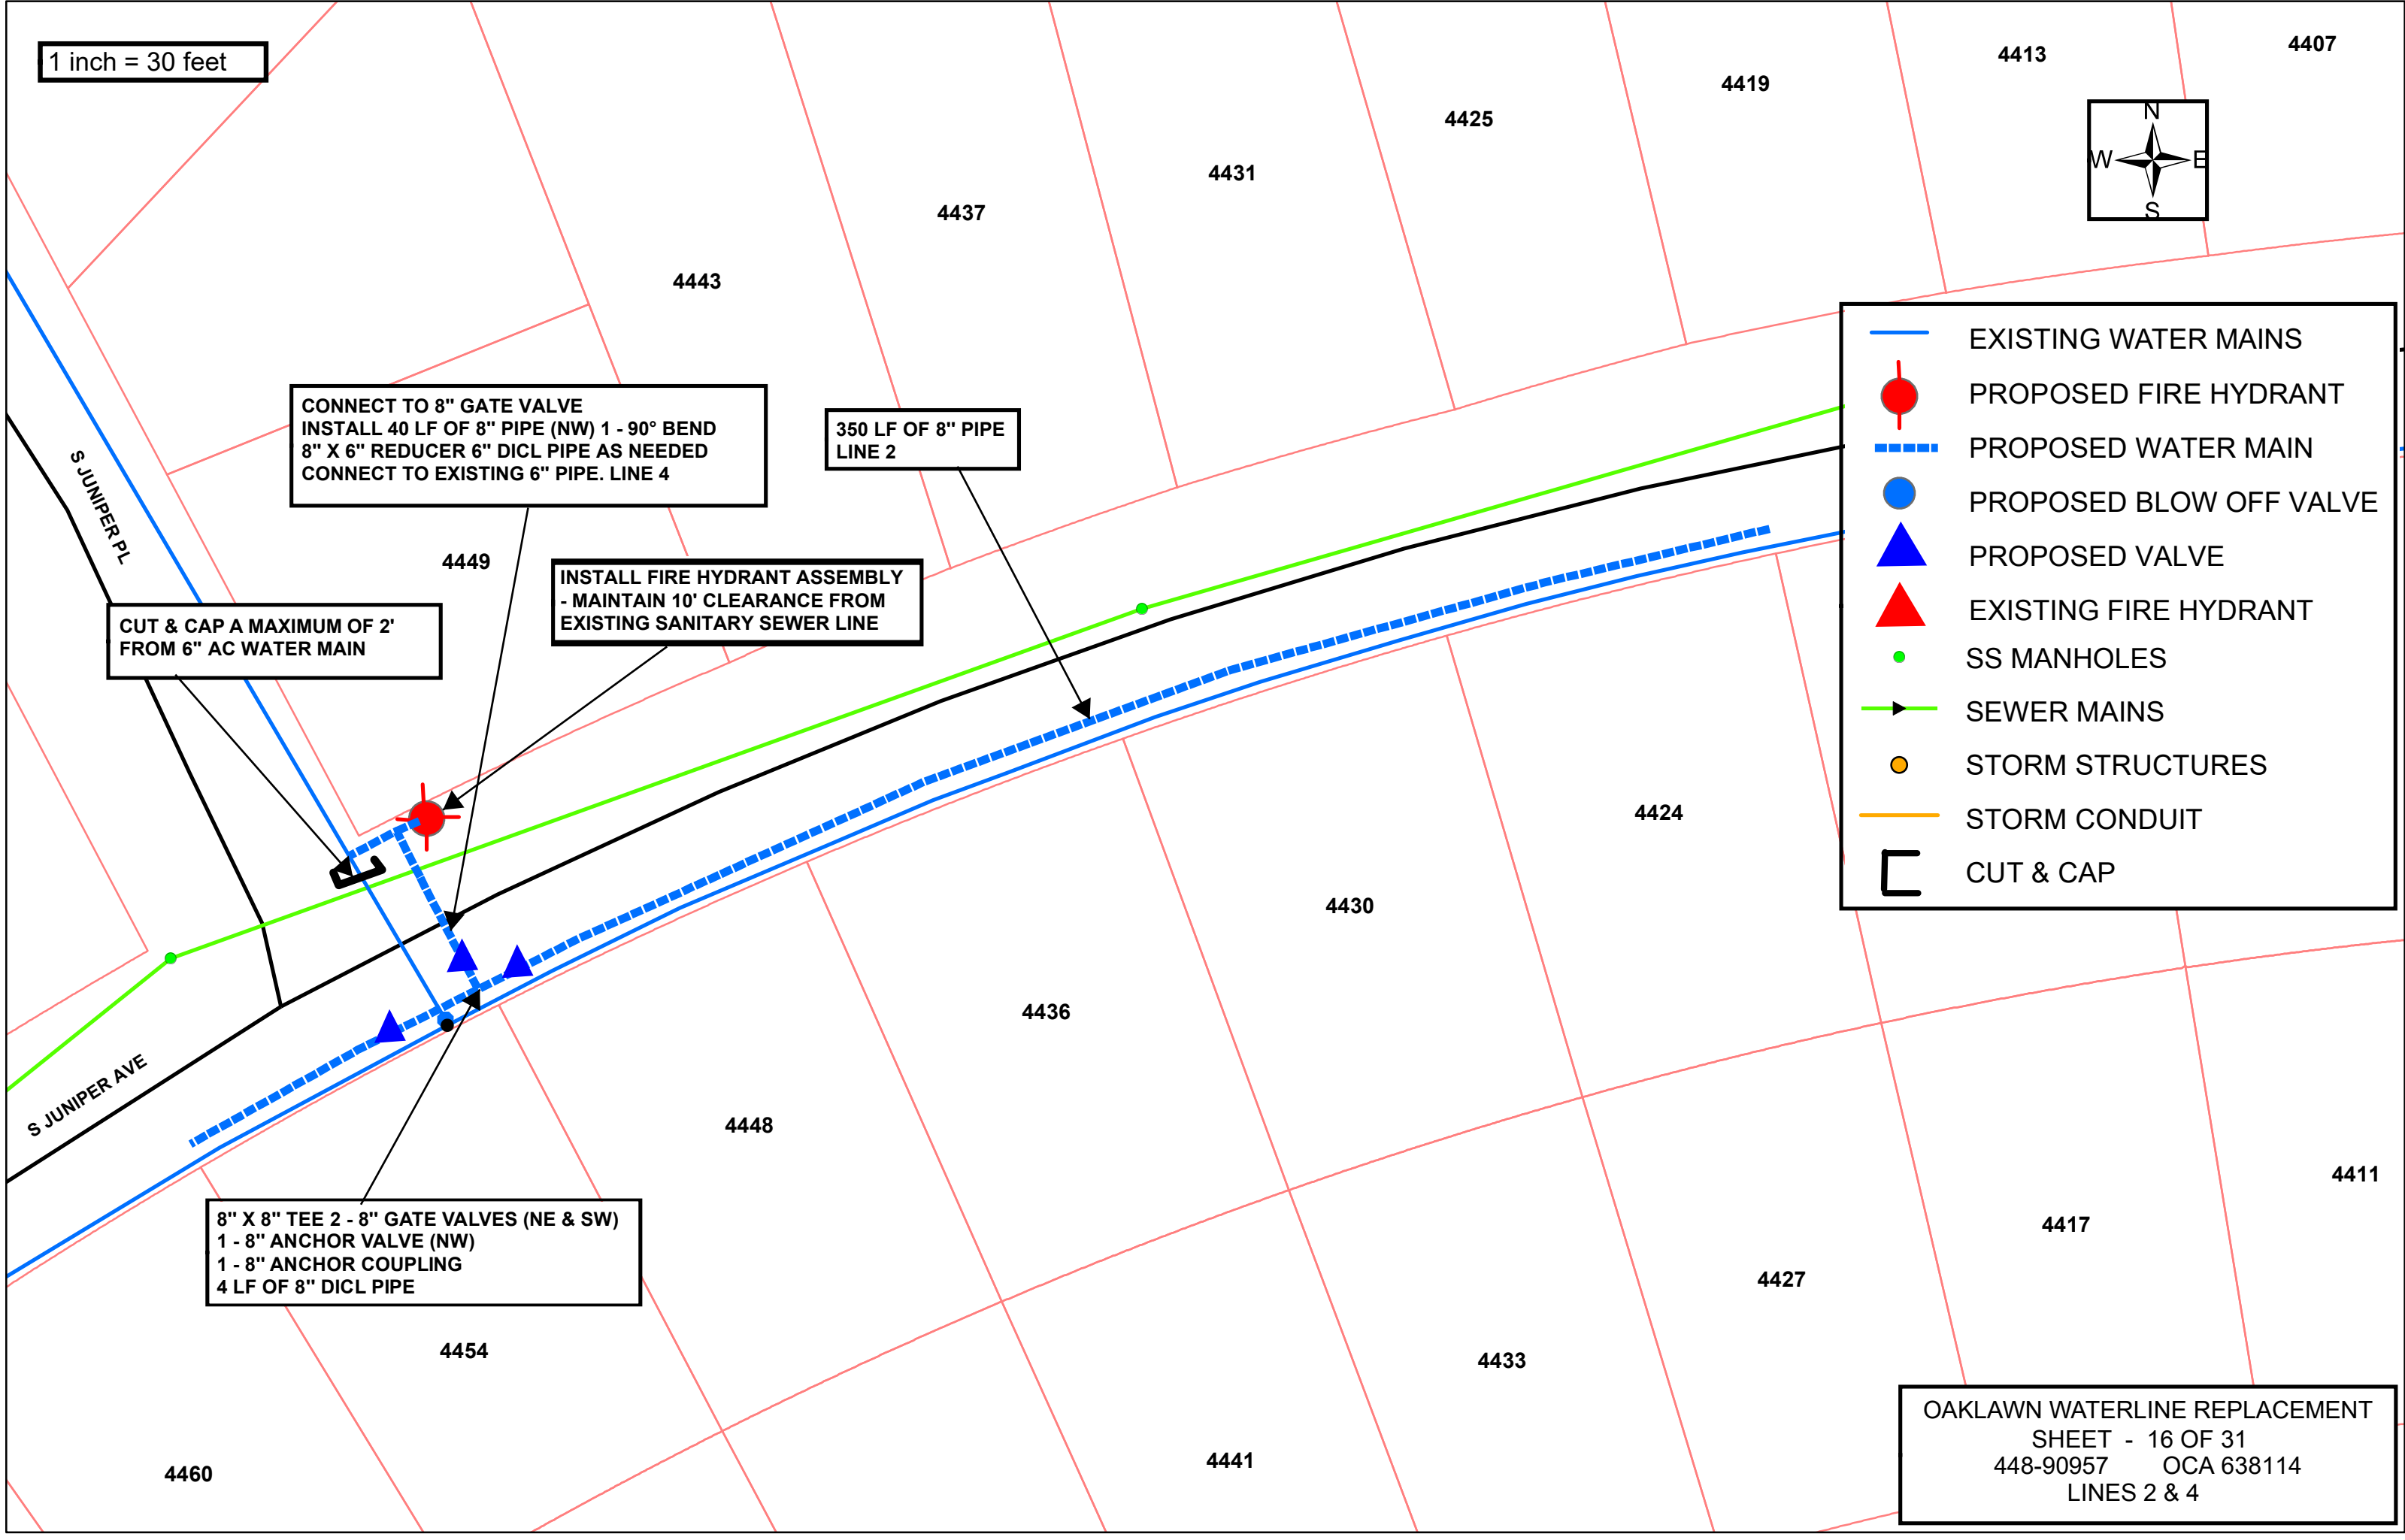 1 inch = 30 feet
4407
4413
4419
4425
4431
4437
4443
N
W E
S
EXISTING WATER MAINS
PROPOSED FIRE HYDRANT
PROPOSED WATER MAIN
PROPOSED BLOW OFF VALVE
PROPOSED VALVE
EXISTING FIRE HYDRANT
SS MANHOLES
SEWER MAINS
STORM STRUCTURES
STORM CONDUIT
CUT & CAP
CONNECT TO 8" GATE VALVE
INSTALL 40 LF OF 8" PIPE (NW) 1 - 90° BEND
8" X 6" REDUCER 6" DICL PIPE AS NEEDED
CONNECT TO EXISTING 6" PIPE. LINE 4
350 LF OF 8" PIPE
LINE 2
S JUNIPER PL
4449
INSTALL FIRE HYDRANT ASSEMBLY
- MAINTAIN 10' CLEARANCE FROM
EXISTING SANITARY SEWER LINE
CUT & CAP A MAXIMUM OF 2'
FROM 6" AC WATER MAIN
4424
4430
4436
S JUNIPER AVE
4448
4411
4417
8" X 8" TEE 2 - 8" GATE VALVES (NE & SW)
1 - 8" ANCHOR VALVE (NW)
1 - 8" ANCHOR COUPLING
4 LF OF 8" DICL PIPE
4427
4454
4433
4460
4441
OAKLAWN WATERLINE REPLACEMENT
SHEET - 16 OF 31
448-90957 OCA 638114
LINES 2 & 4